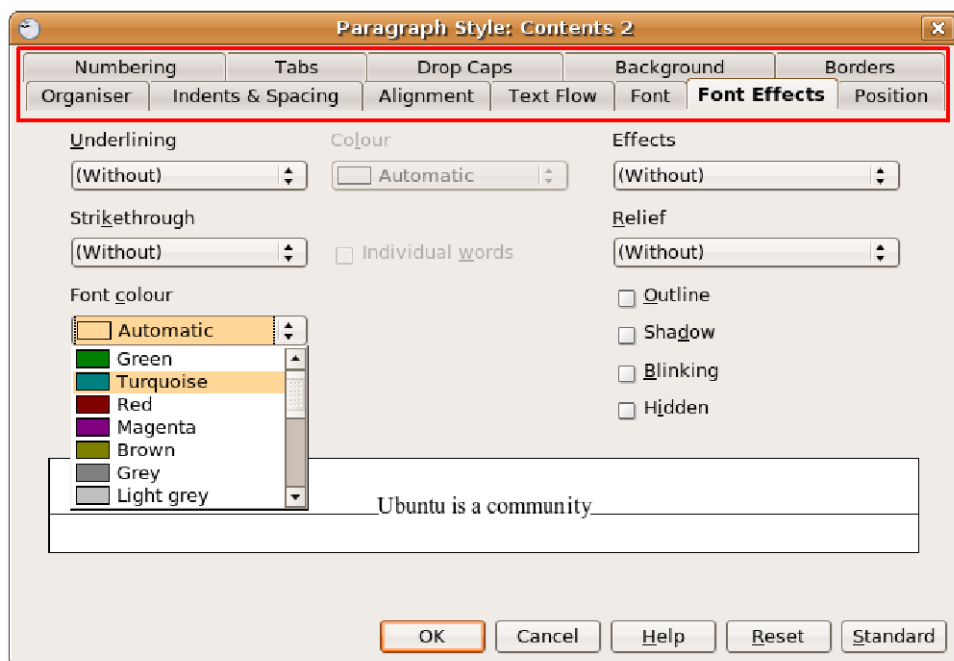 Paragraph Style: Contents 2
Numbering Tabs Drop Caps Background Borders
Organiser Indents & Spacing Alignment Text Flow Font Font Effects Position
Underlining Colour Effects
(Without) Automatic (Without)
Strikethrough Relief
(Without) Individual words (Without)
Font colour Outline
Automatic Shadow
Green
Turquoise Blinking
Red
Magenta Hidden
Brown
Grey
Light grey
Ubuntu is a community
OK Cancel Help Reset Standard